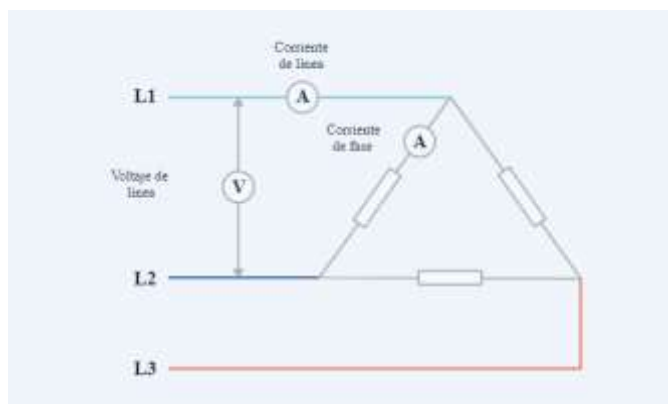 Corriente
de línea
L1
A
Corriente
de fase
A
Voltaje de
línea
V
L2
L3